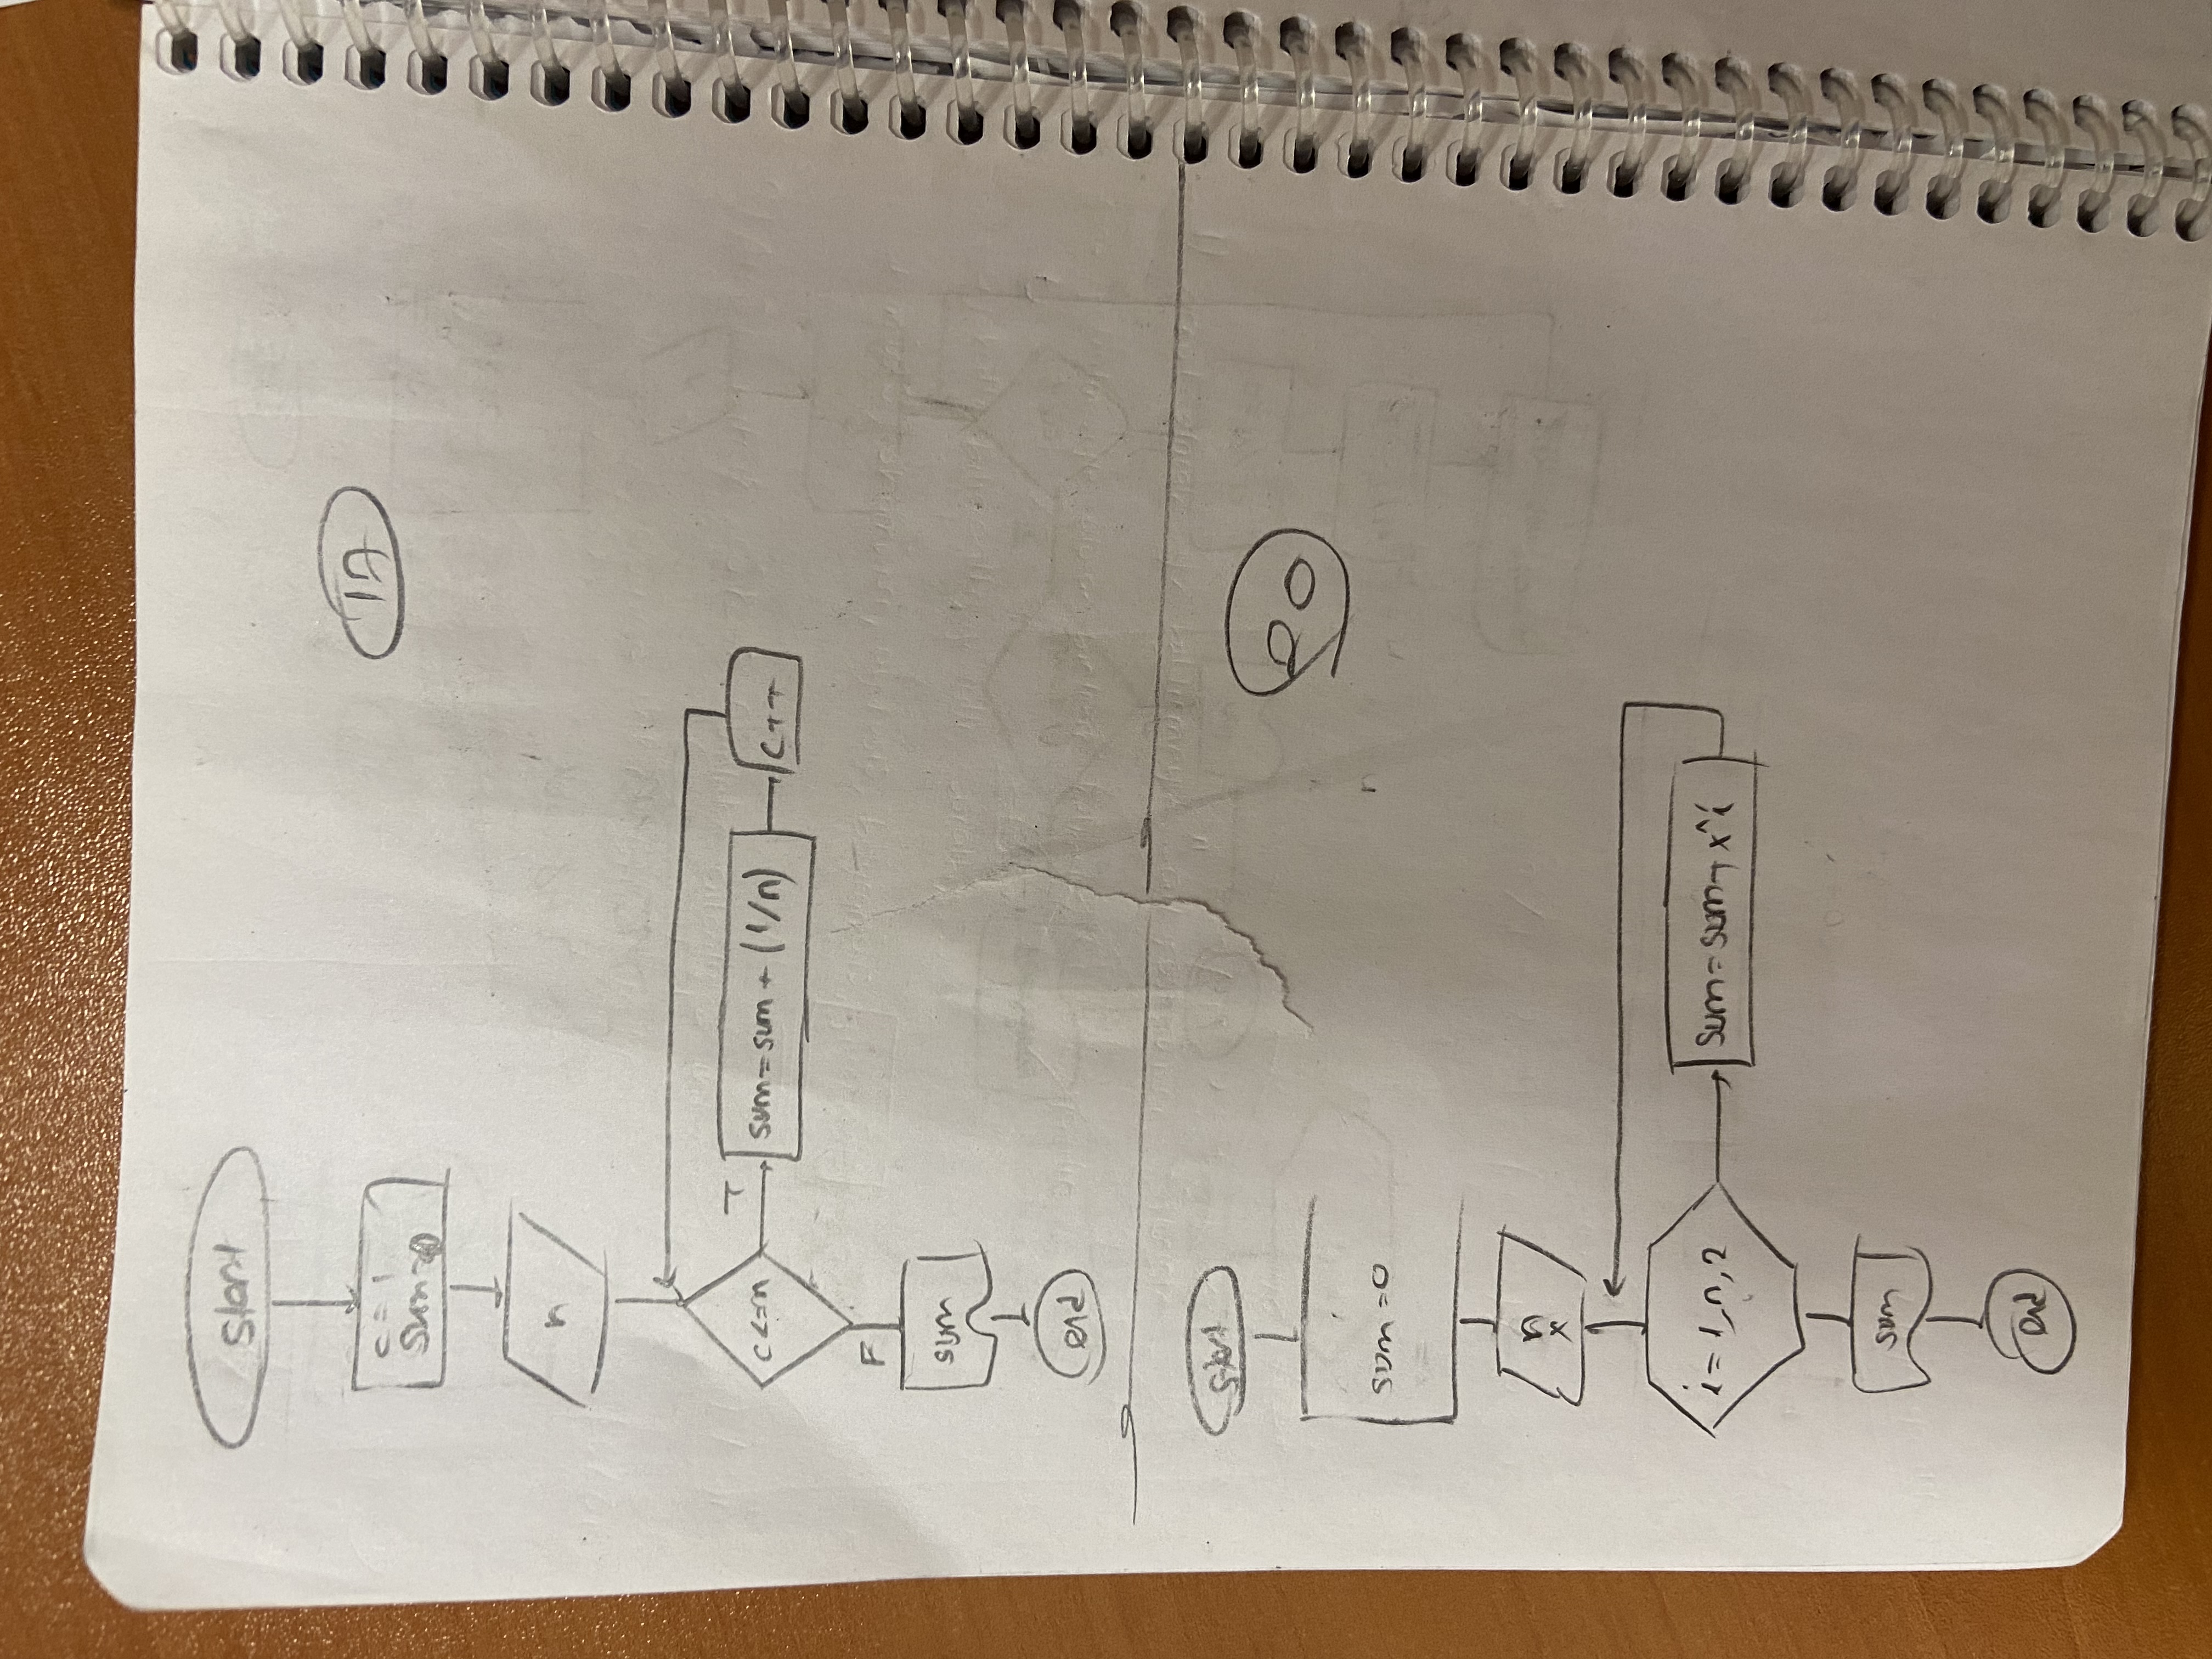 17
Start
c = 1
sum=0
n
c<=n
T
sum=sum+(1/n)
c++
F
sum
end
20
Start
sum=0
n
x
i=1,n,2
sum=sum+x^i
sum
end